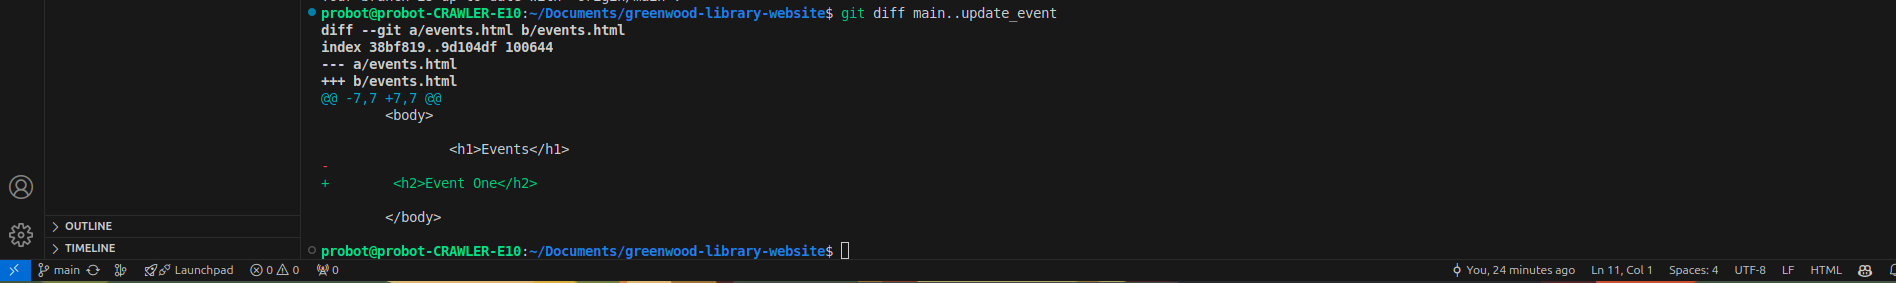 probot@probot-CRAWLER-E10:~/Documents/greenwood-library-website$ git diff main..update_event
diff --git a/events.html b/events.html
index 38bf819..9d104df 100644
--- a/events.html
+++ b/events.html
@@ -7,7 +7,7 @@
        <body>
                <h1>Events</h1>
-
+        <h2>Event One</h2>
        </body>
OUTLINE
TIMELINE
probot@probot-CRAWLER-E10:~/Documents/greenwood-library-website$
main Launchpad 0 0 0 You, 24 minutes ago Ln 11, Col 1 Spaces: 4 UTF-8 LF HTML